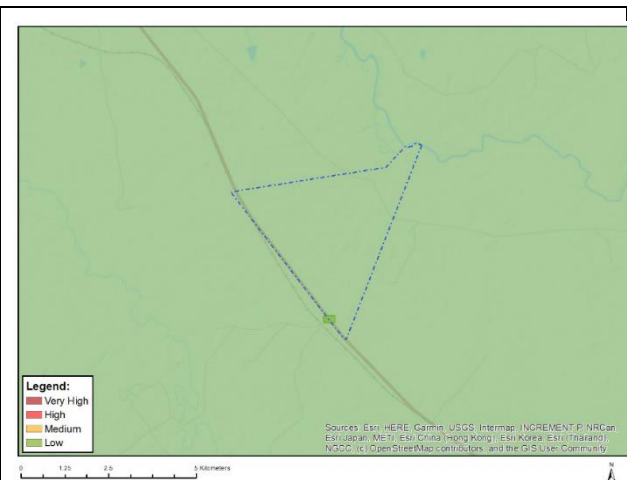 Legend:
Very High
High
Medium
Low
Sources: Esri, HERE, Garmin, USGS, Intermap, INCREMENT P, NRCan,
Esri Japan, METI, Esri China (Hong Kong), Esri Korea, Esri (Thailand),
NGCC, (c) OpenStreetMap contributors, and the GIS User Community
0 1.25 2.5 5 Kilometers
N